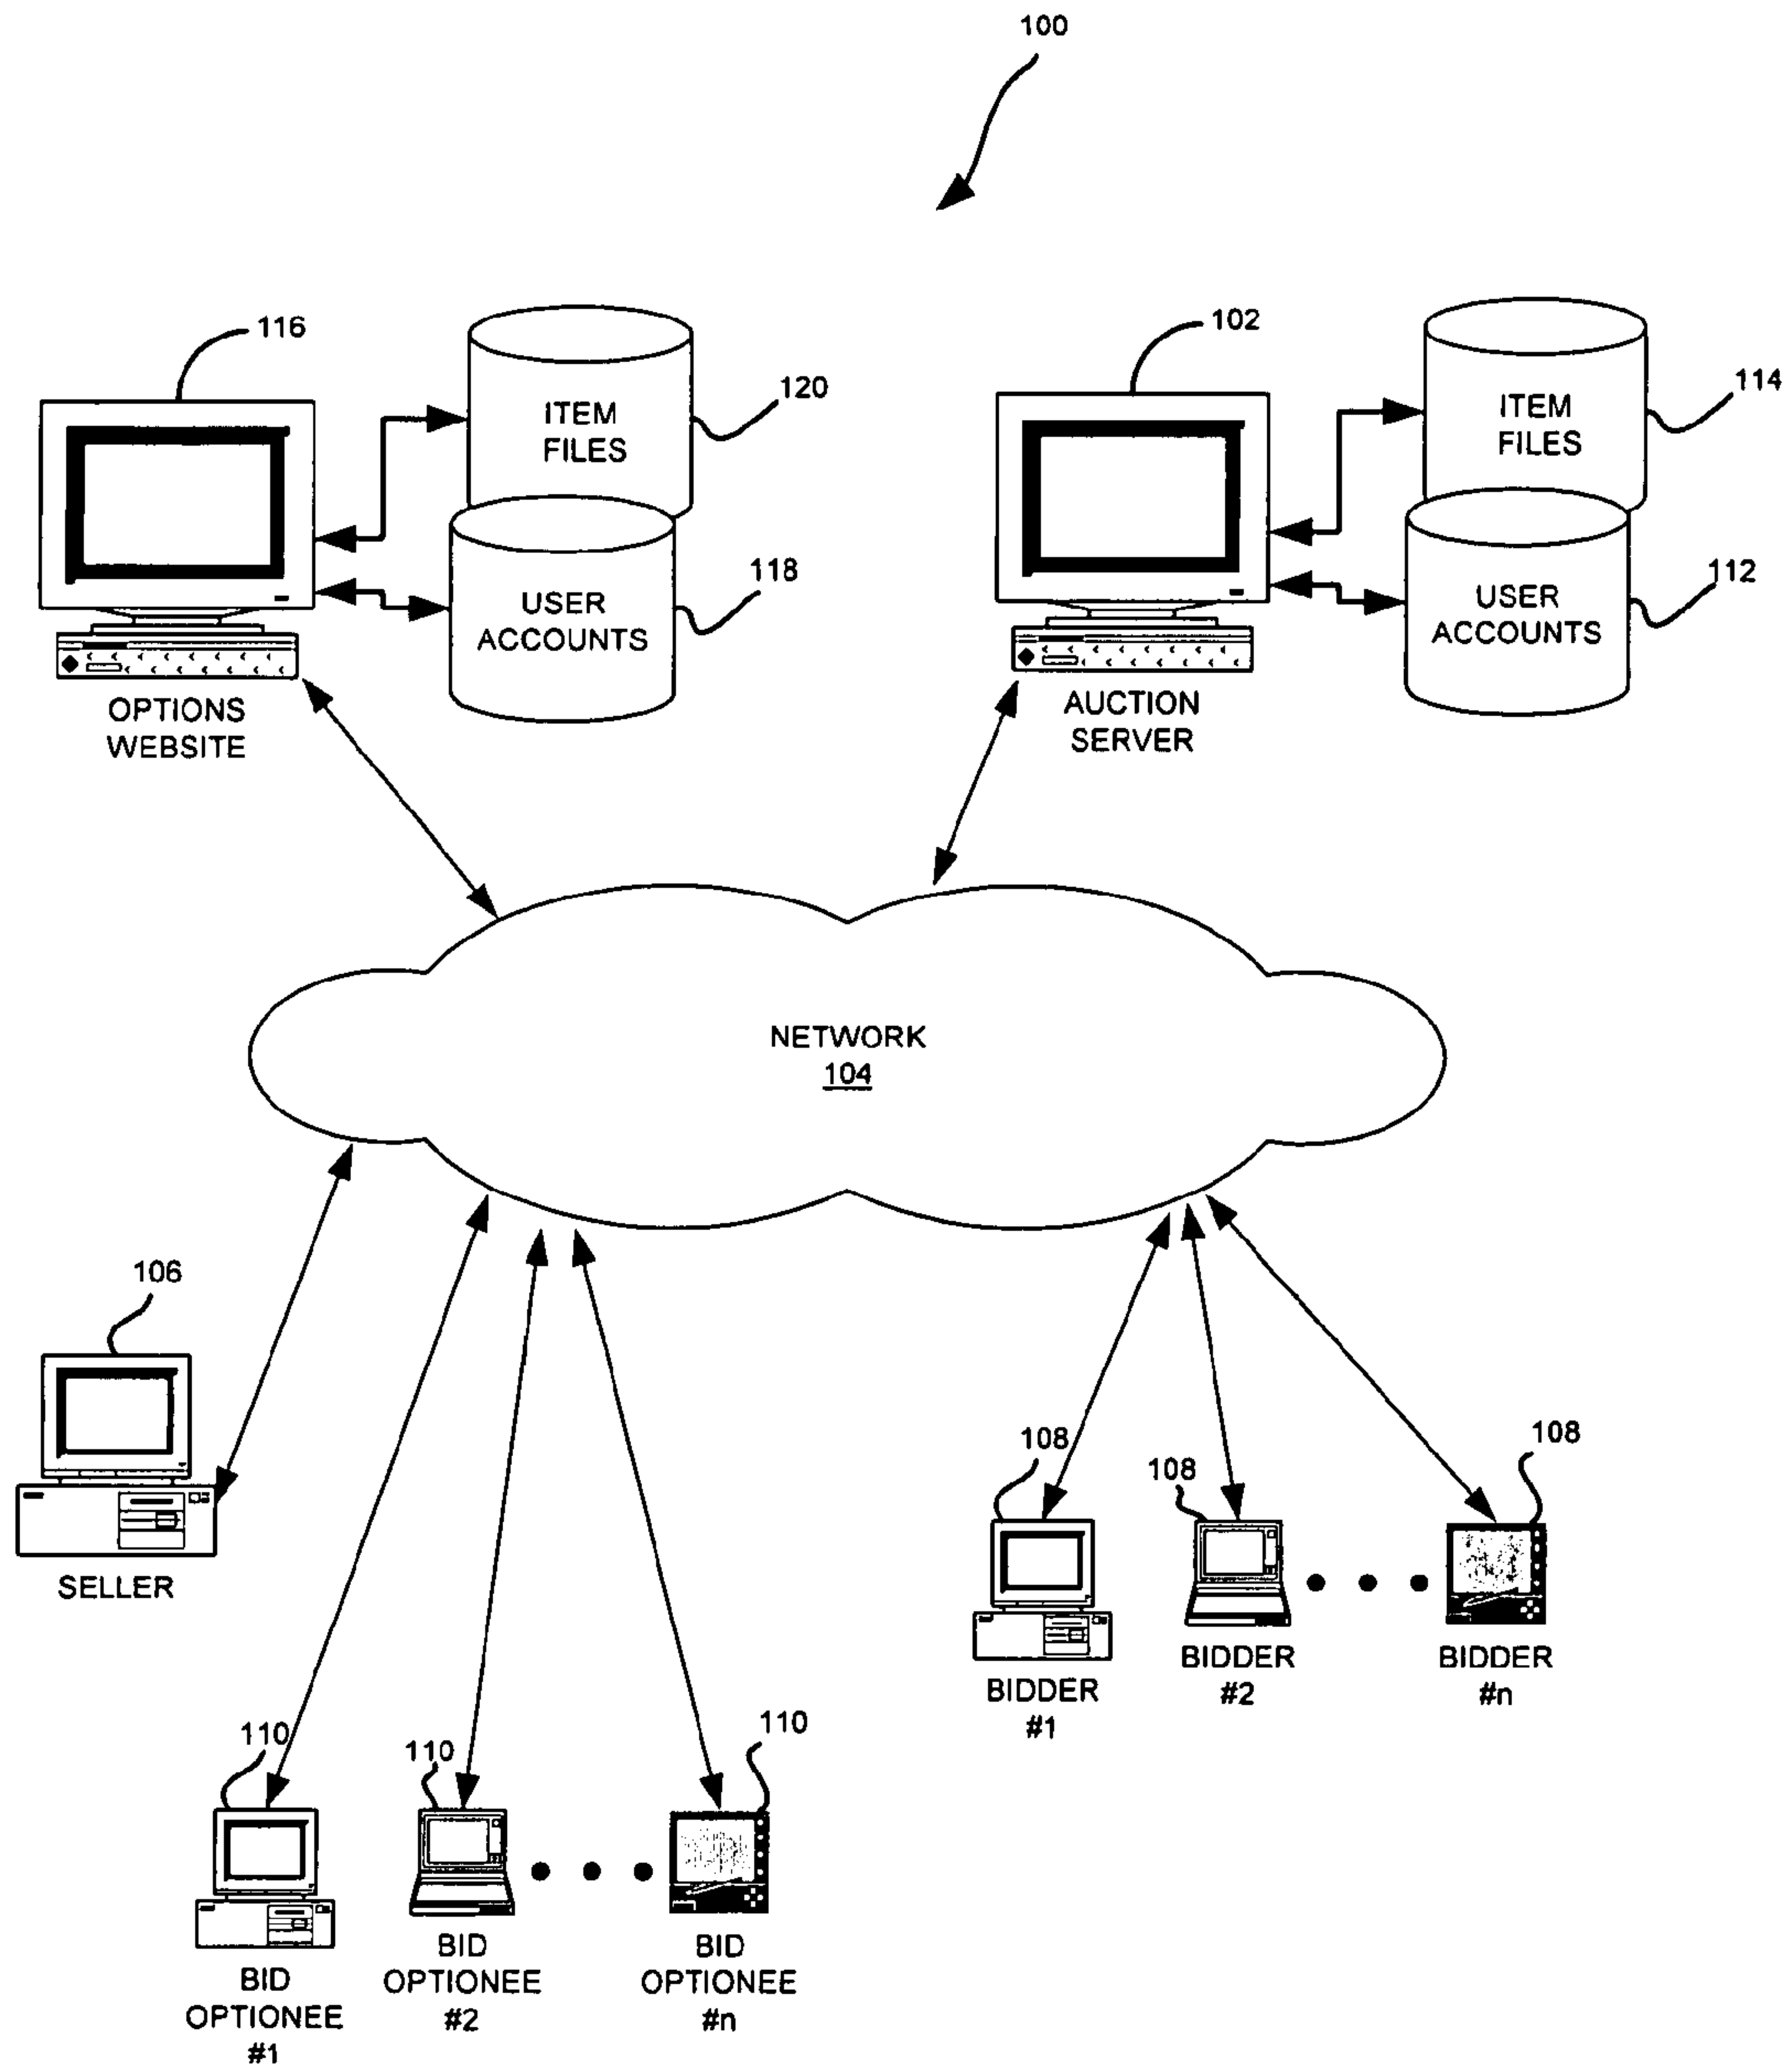 100
116
ITEM
FILES
120
102
ITEM
FILES
114
USER
ACCOUNTS
118
USER
ACCOUNTS
112
OPTIONS
WEBSITE
AUCTION
SERVER
NETWORK
104
106
SELLER
108
108
108
BIDDER
#1
BIDDER
#2
BIDDER
#n
110
110
110
BID
OPTIONEE
#1
BID
OPTIONEE
#2
BID
OPTIONEE
#n